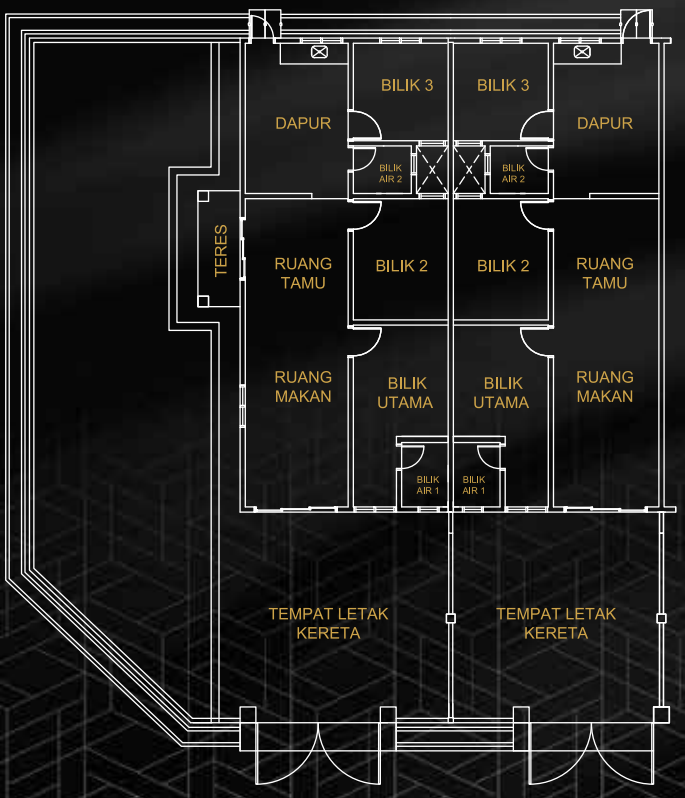 BILIK 3
BILIK 3
DAPUR
DAPUR
BILIK
AIR 2
BILIK
AIR 2
TERES
RUANG
TAMU
BILIK 2
BILIK 2
RUANG
TAMU
RUANG
MAKAN
BILIK
UTAMA
BILIK
UTAMA
RUANG
MAKAN
BILIK
AIR 1
BILIK
AIR 1
TEMPAT LETAK
KERETA
TEMPAT LETAK
KERETA